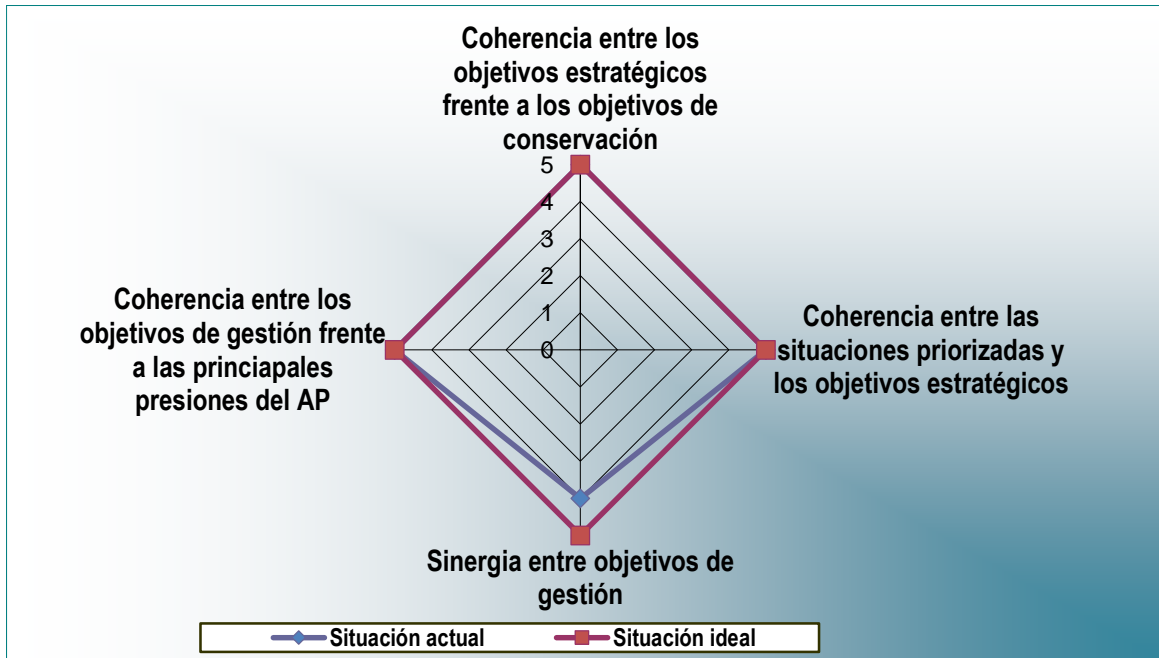 Coherencia entre los
objetivos estratégicos
frente a los objetivos de
conservación
5
4
3
2
1
0
Coherencia entre los
objetivos de gestión frente
a las princiapales
presiones del AP
Coherencia entre las
situaciones priorizadas y
los objetivos estratégicos
Sinergia entre objetivos de
gestión
Situación actual
Situación ideal